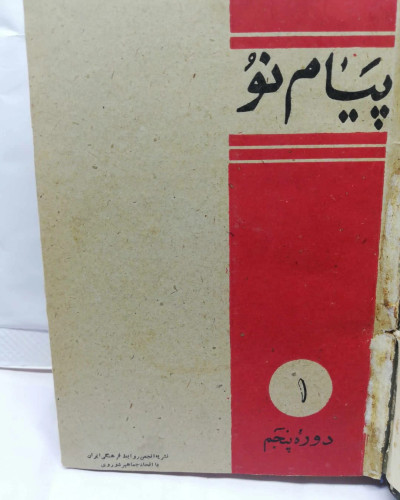 پیام نو
۱
دورهٔ پنجم
نشریهٔ انجمن روابط فرهنگی ایران
با اتحاد جماهیر شوروی